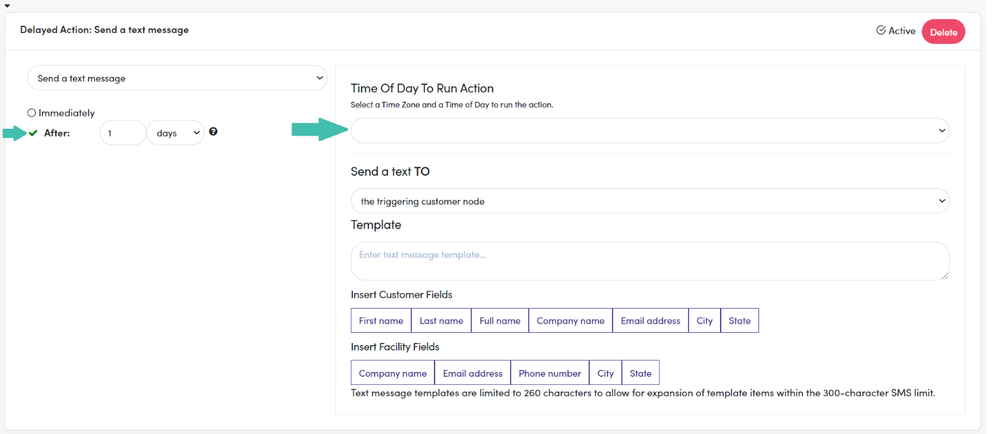 Delayed Action: Send a text message
Active
Delete
Send a text message
Immediately
After:
1
days
?
Time Of Day To Run Action
Select a Time Zone and a Time of Day to run the action.
Send a text TO
the triggering customer node
Template
Enter text message template...
Insert Customer Fields
First name Last name Full name Company name Email address City State
Insert Facility Fields
Company name Email address Phone number City State
Text message templates are limited to 260 characters to allow for expansion of template items within the 300-character SMS limit.